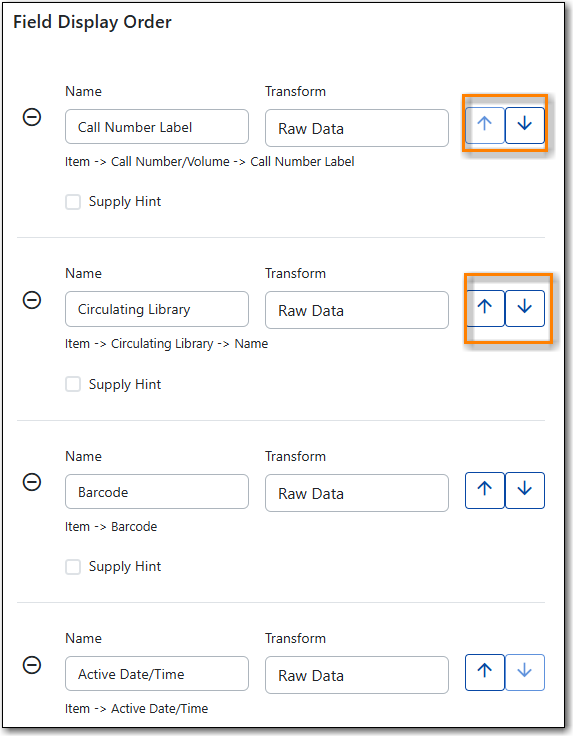 Field Display Order
Name Transform
Call Number Label Raw Data
Item -> Call Number/Volume -> Call Number Label
Supply Hint
Name Transform
Circulating Library Raw Data
Item -> Circulating Library -> Name
Supply Hint
Name Transform
Barcode Raw Data
Item -> Barcode
Supply Hint
Name Transform
Active Date/Time Raw Data
Item -> Active Date/Time